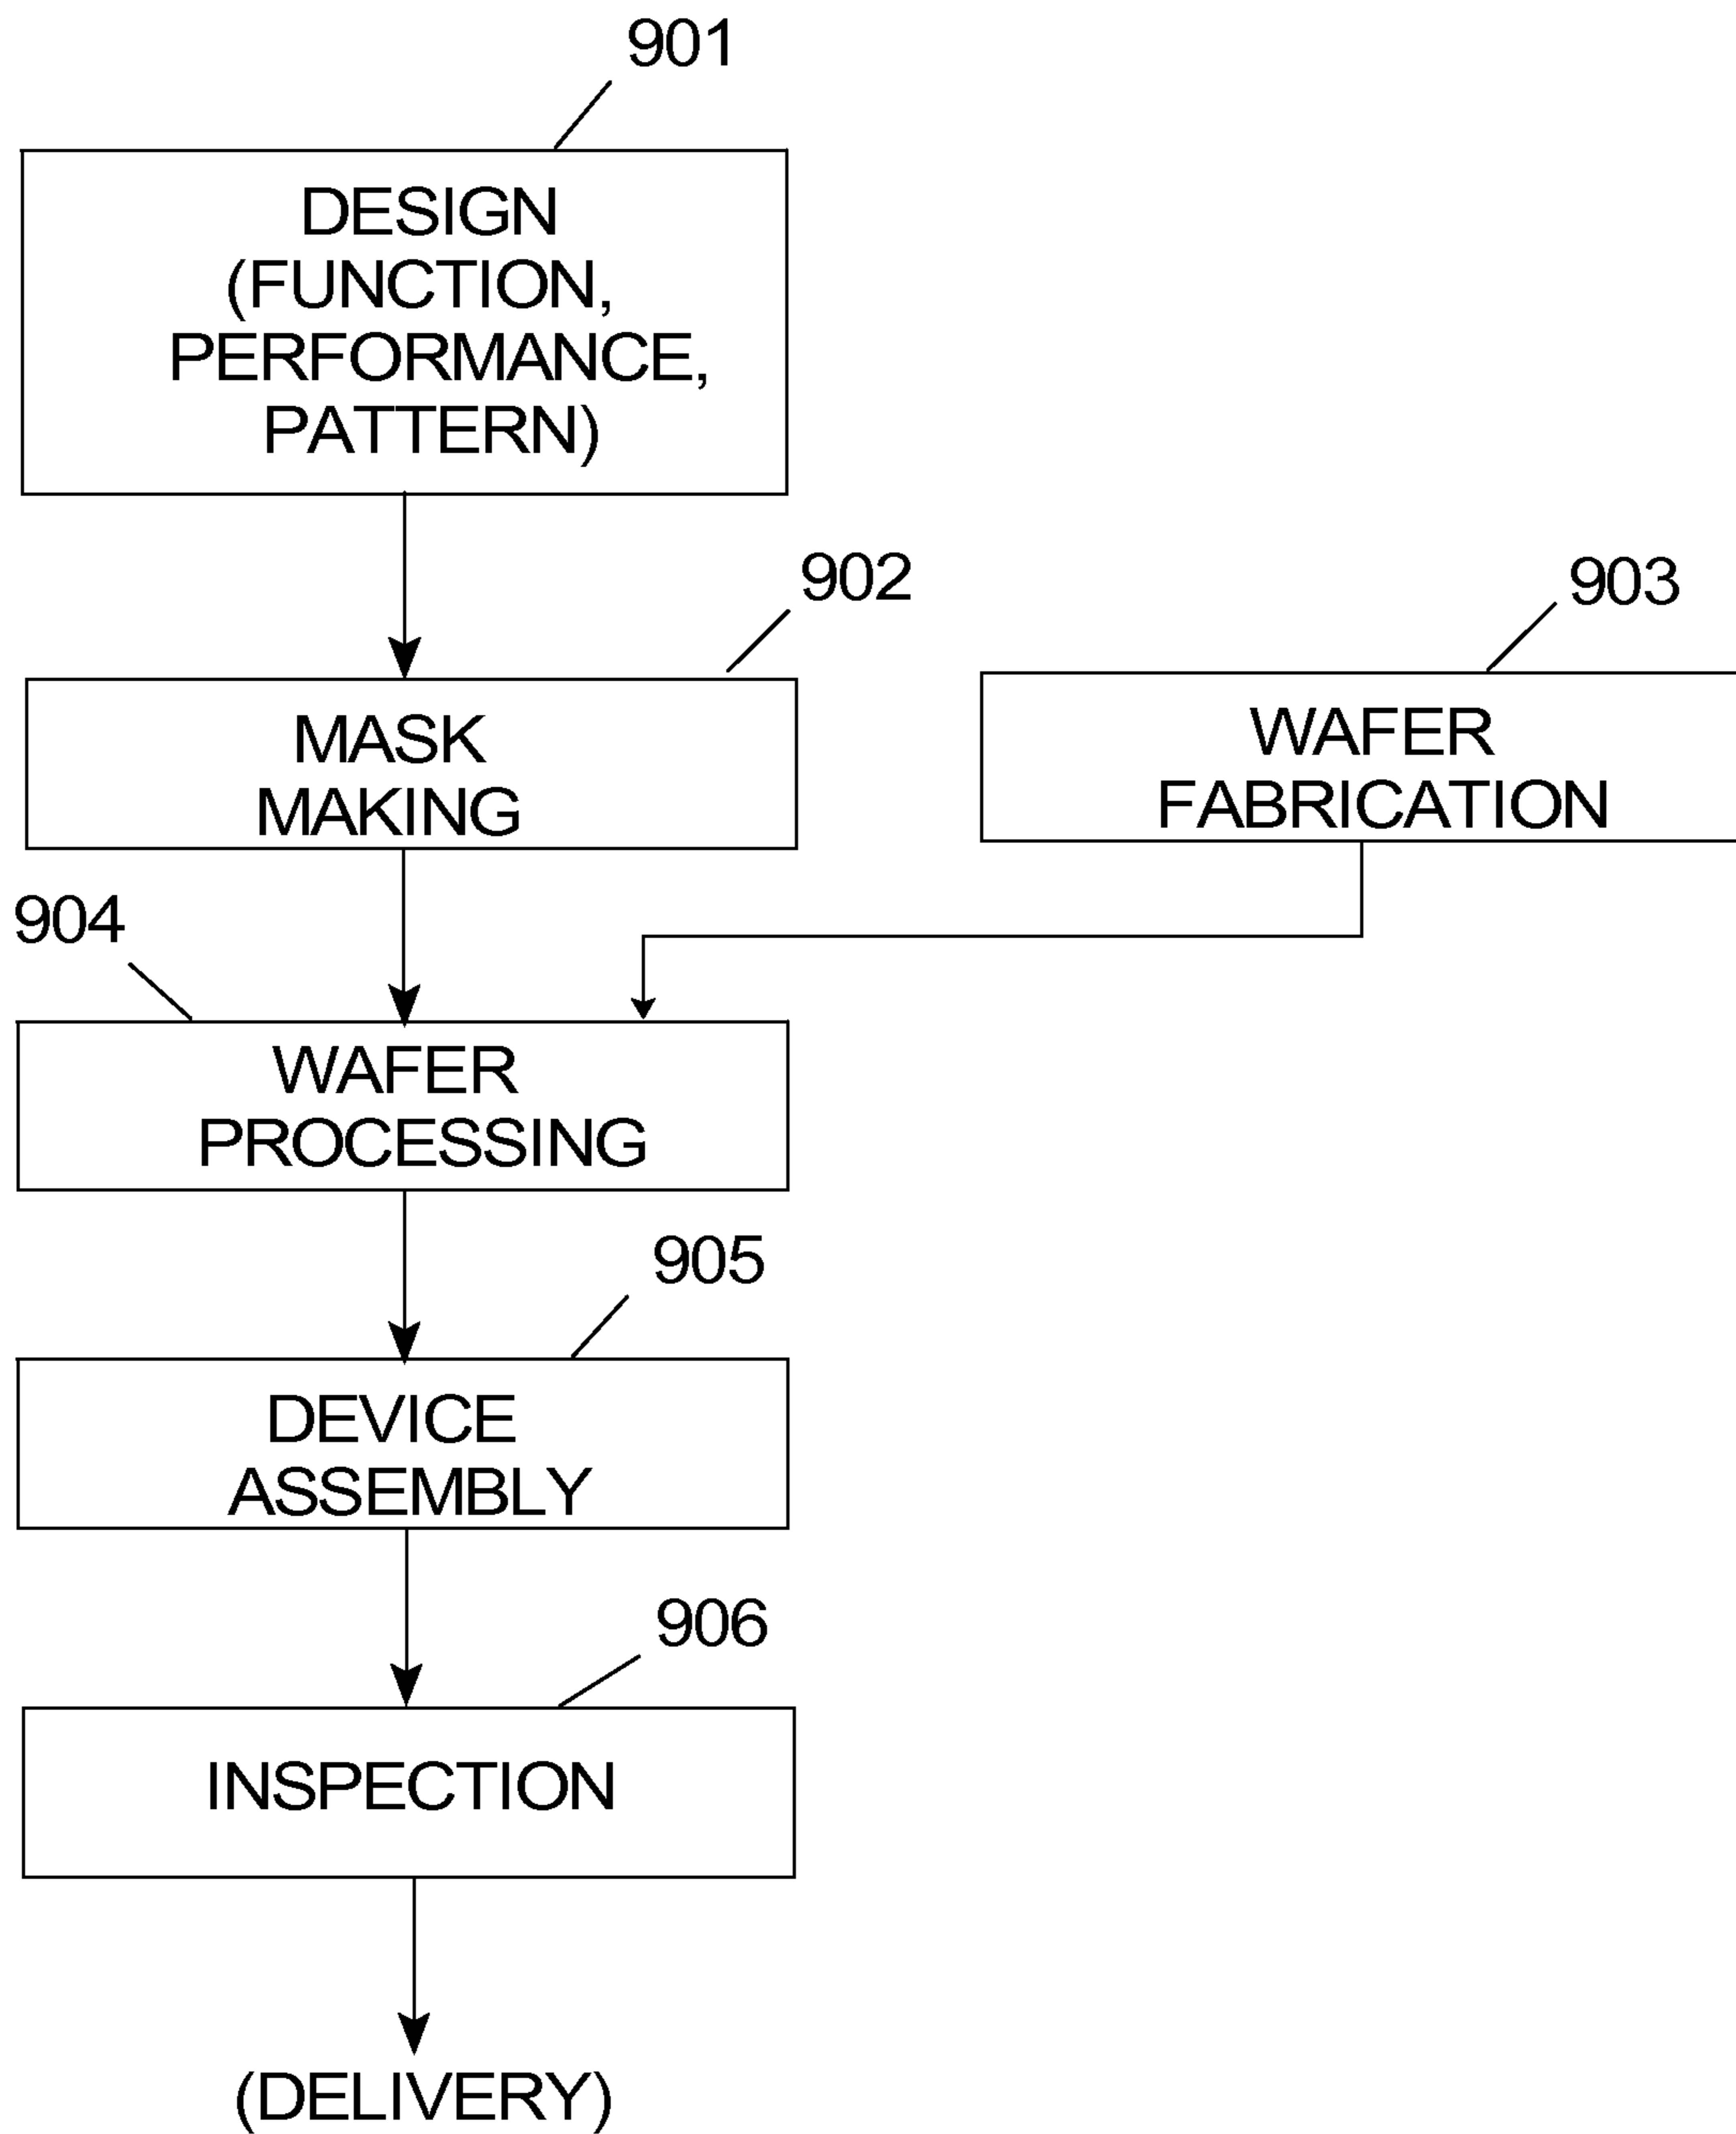 901
DESIGN
(FUNCTION,
PERFORMANCE,
PATTERN)
902
903
MASK
MAKING
WAFER
FABRICATION
904
WAFER
PROCESSING
905
DEVICE
ASSEMBLY
906
INSPECTION
(DELIVERY)